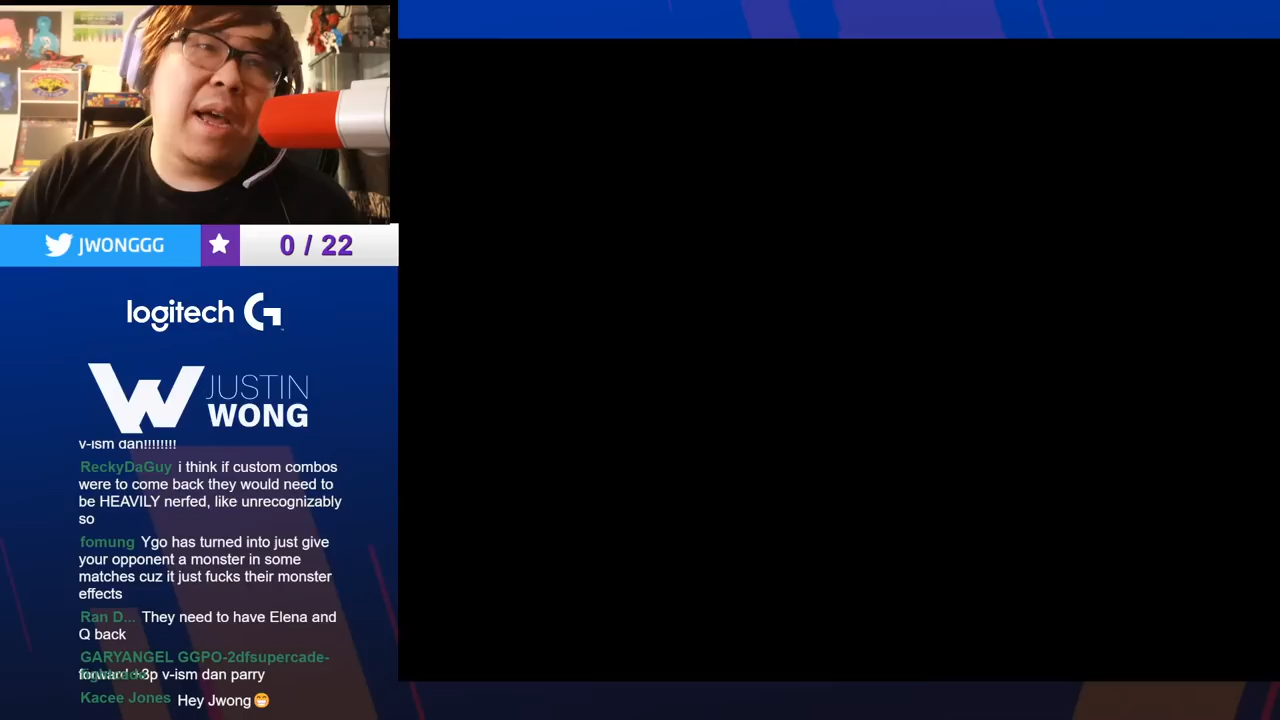 JWONGGG
0 / 22
logitech G
W JUSTIN
WONG
v-ism dan!!!!!!!!
ReckyDaGuy i think if custom combos
were to come back they would need to
be HEAVILY nerfed, like unrecognizably
so
fomung Ygo has turned into just give
your opponent a monster in some
matches cuz it just fucks their monster
effects
Ran D... They need to have Elena and
Q back
GARYANGEL GGPO-2dfsupercade-
3p v-ism dan parry
Kacee Jones Hey Jwong😁